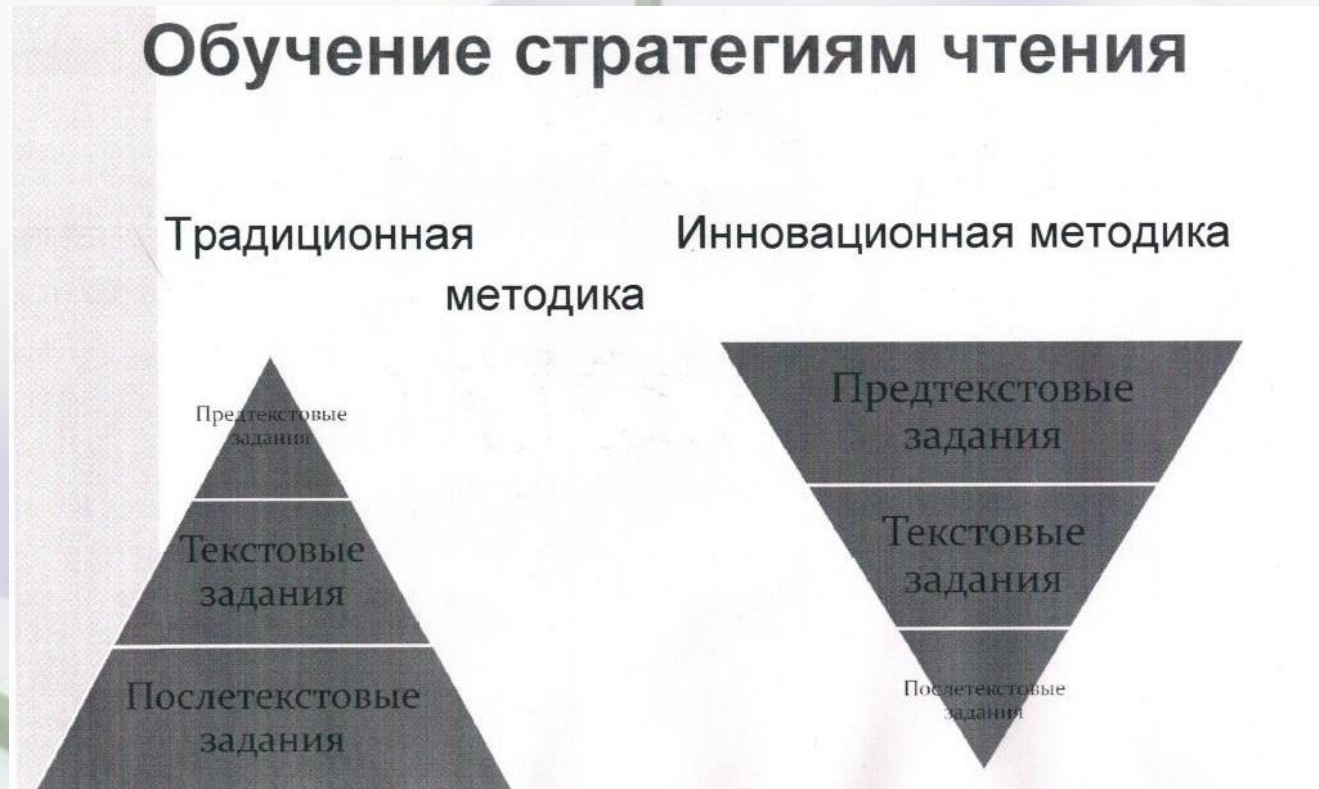 Обучение стратегиям чтения
Традиционная
методика
Предтекстовые
задания
Текстовые
задания
Послетекстовые
задания
Инновационная методика
Предтекстовые
задания
Текстовые
задания
Послетекстовые
задания